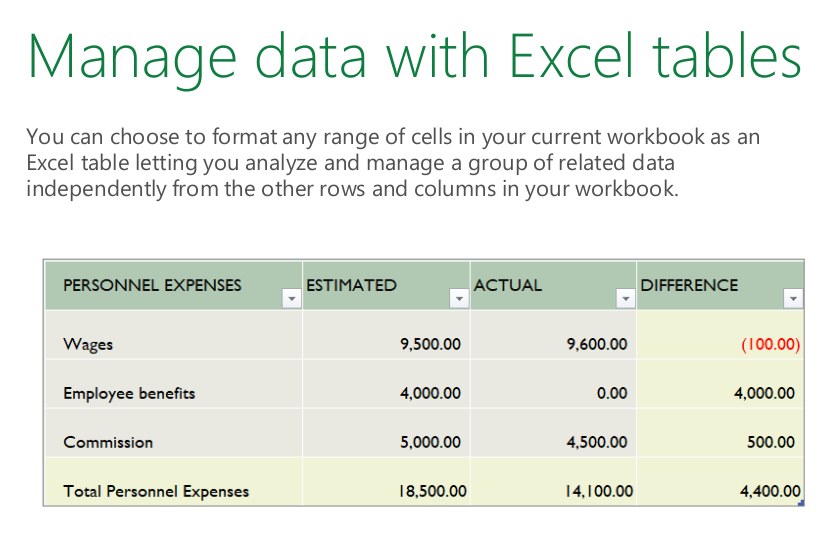 Manage data with Excel tables
You can choose to format any range of cells in your current workbook as an
Excel table letting you analyze and manage a group of related data
independently from the other rows and columns in your workbook.
PERSONNEL EXPENSES ESTIMATED ACTUAL DIFFERENCE
Wages 9,500.00 9,600.00 (100.00)
Employee benefits 4,000.00 0.00 4,000.00
Commission 5,000.00 4,500.00 500.00
Total Personnel Expenses 18,500.00 14,100.00 4,400.00